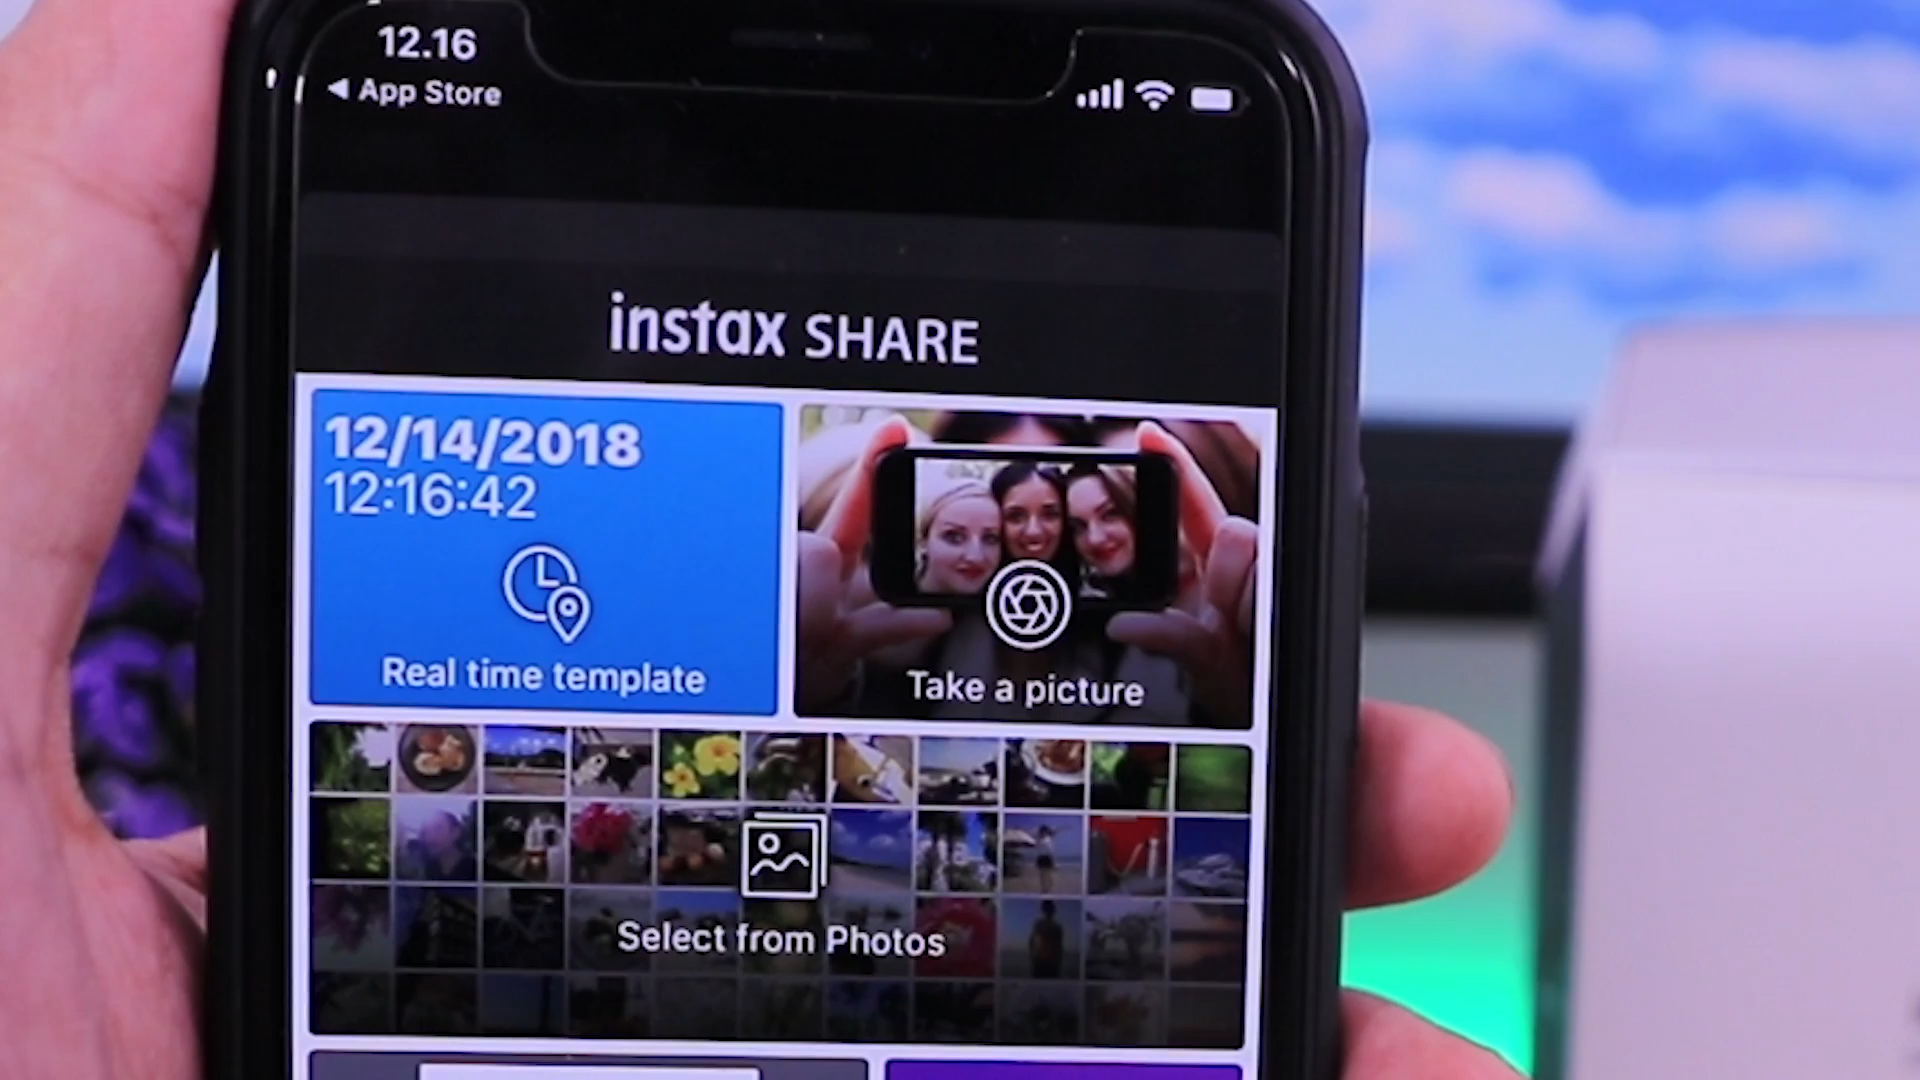 12.16
◀ App Store
instax SHARE
12/14/2018
12:16:42
Real time template
Take a picture
Select from Photos